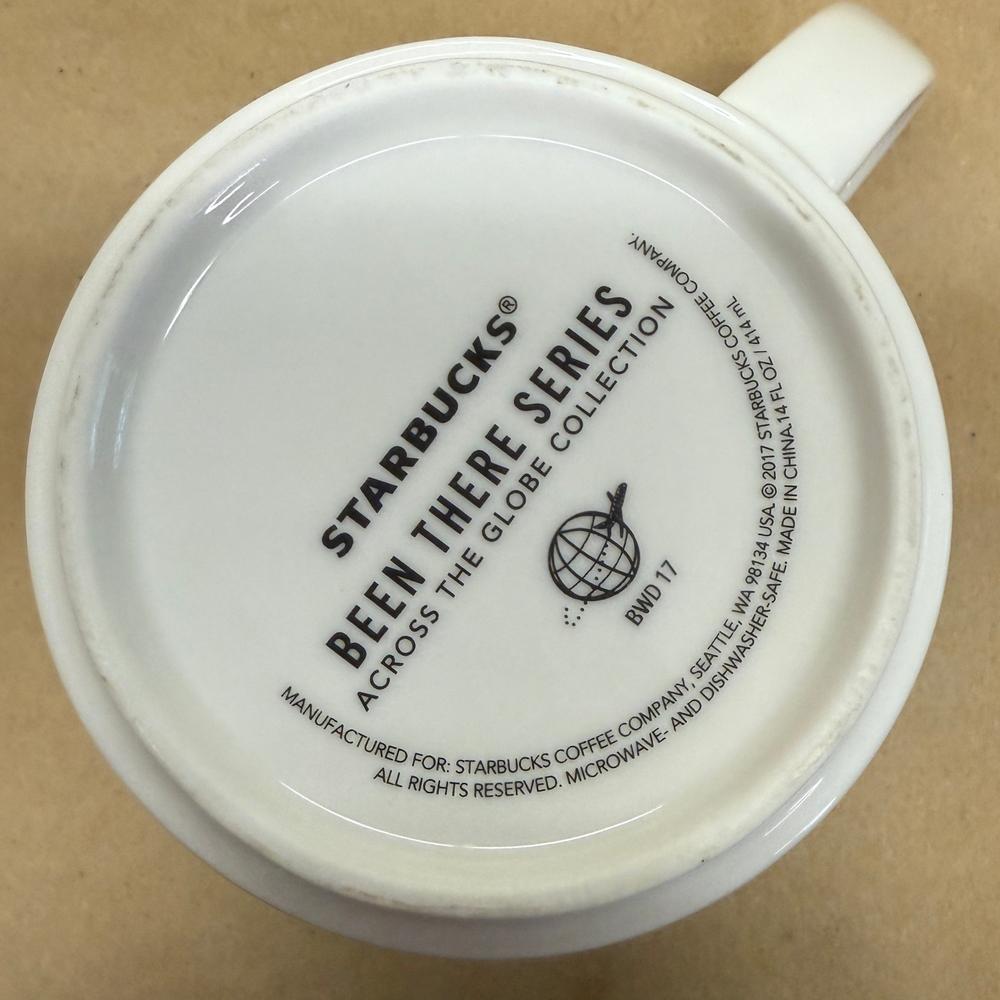 STARBUCKS®
BEEN THERE SERIES
ACROSS THE GLOBE COLLECTION
BWD 17
MANUFACTURED FOR: STARBUCKS COFFEE COMPANY, SEATTLE, WA 98134 USA. © 2017 STARBUCKS COFFEE COMPANY.
ALL RIGHTS RESERVED. MICROWAVE- AND DISHWASHER-SAFE. MADE IN CHINA.14 FL OZ / 414 mL